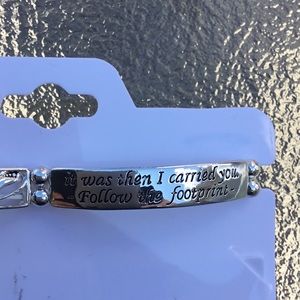 it was then I carried you.
Follow the footprint-